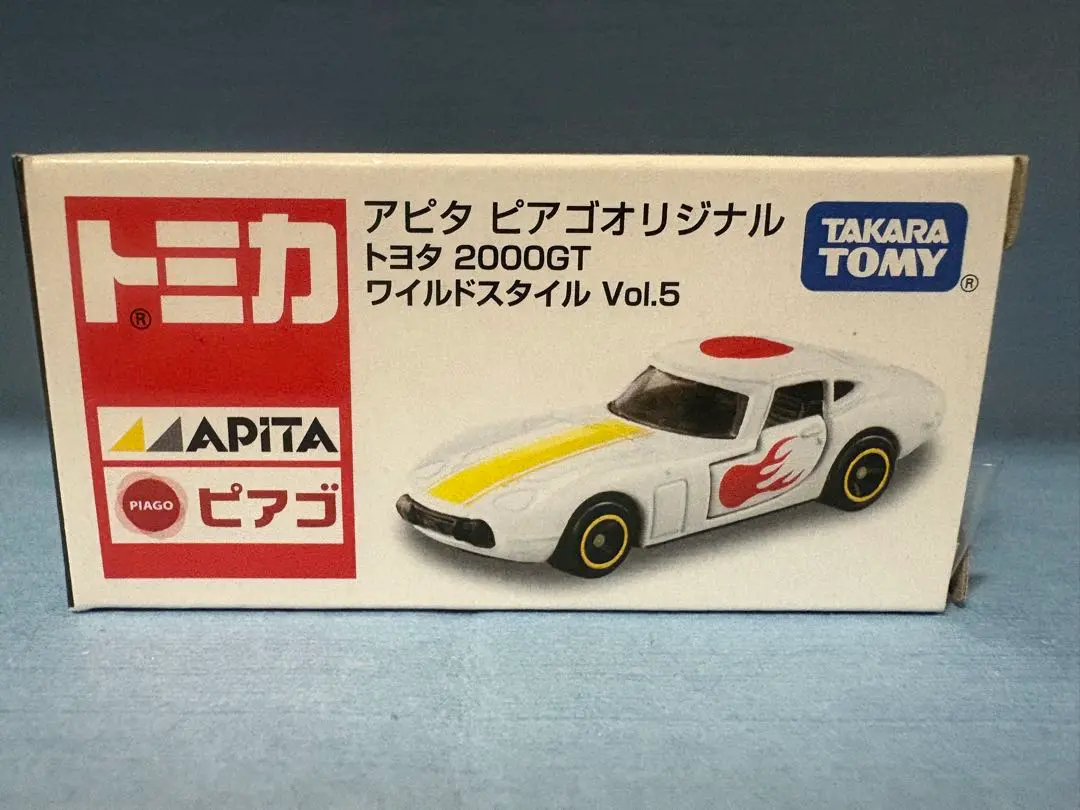 トミカ
®
APiTA
PIAGO
ピアゴ
アピタ ピアゴオリジナル
トヨタ 2000GT
ワイルドスタイル Vol.5
TAKARA
TOMY
®